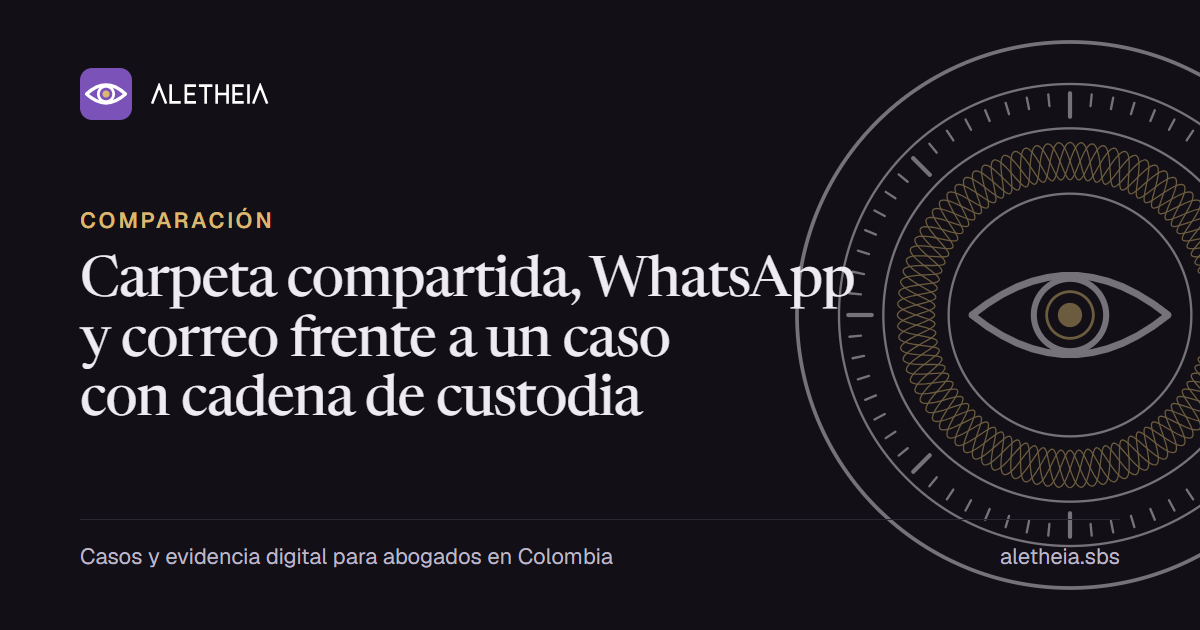 ALETHEIA
COMPARACIÓN
Carpeta compartida, WhatsApp
y correo frente a un caso
con cadena de custodia
Casos y evidencia digital para abogados en Colombia
aletheia.sbs